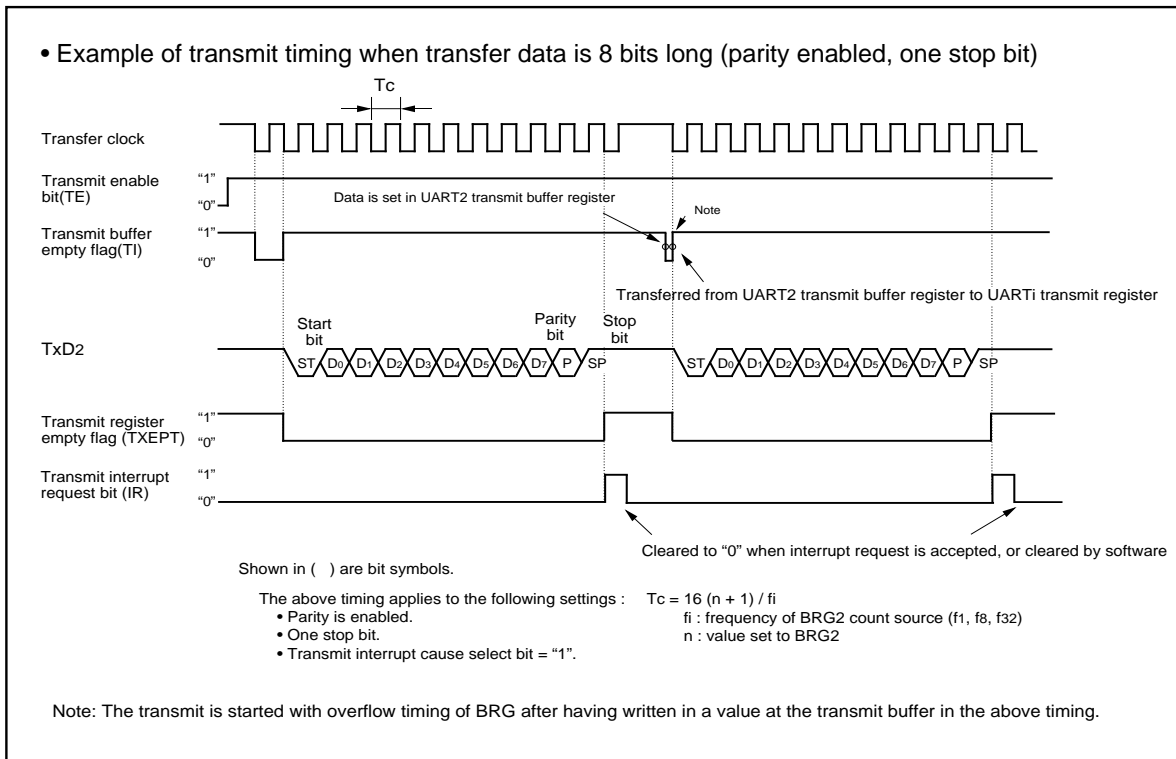 • Example of transmit timing when transfer data is 8 bits long (parity enabled, one stop bit)
Tc
Transfer clock
Transmit enable
bit(TE)
“1”
“0”
Data is set in UART2 transmit buffer register
Note
Transmit buffer
empty flag(TI)
“1”
“0”
Transferred from UART2 transmit buffer register to UARTi transmit register
Start
bit
Parity
bit
Stop
bit
TxD2
ST D0 D1 D2 D3 D4 D5 D6 D7 P SP
ST D0 D1 D2 D3 D4 D5 D6 D7 P SP
Transmit register
empty flag (TXEPT)
“1”
“0”
Transmit interrupt
request bit (IR)
“1”
“0”
Cleared to “0” when interrupt request is accepted, or cleared by software
Shown in ( ) are bit symbols.
The above timing applies to the following settings :
• Parity is enabled.
• One stop bit.
• Transmit interrupt cause select bit = “1”.
Tc = 16 (n + 1) / fi
fi : frequency of BRG2 count source (f1, f8, f32)
n : value set to BRG2
Note: The transmit is started with overflow timing of BRG after having written in a value at the transmit buffer in the above timing.